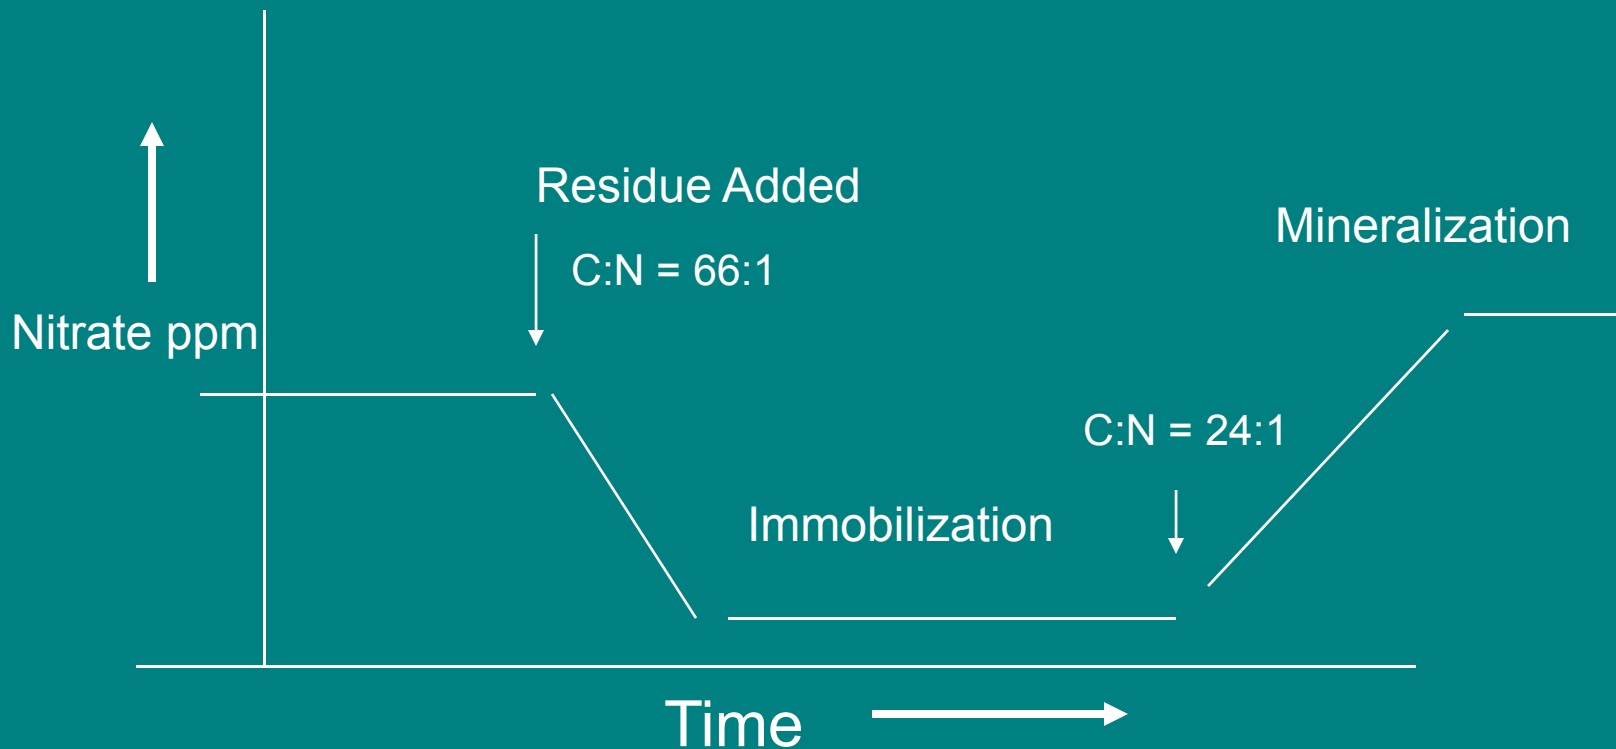 Residue Added
C:N = 66:1
Mineralization
Nitrate ppm
C:N = 24:1
Immobilization
Time